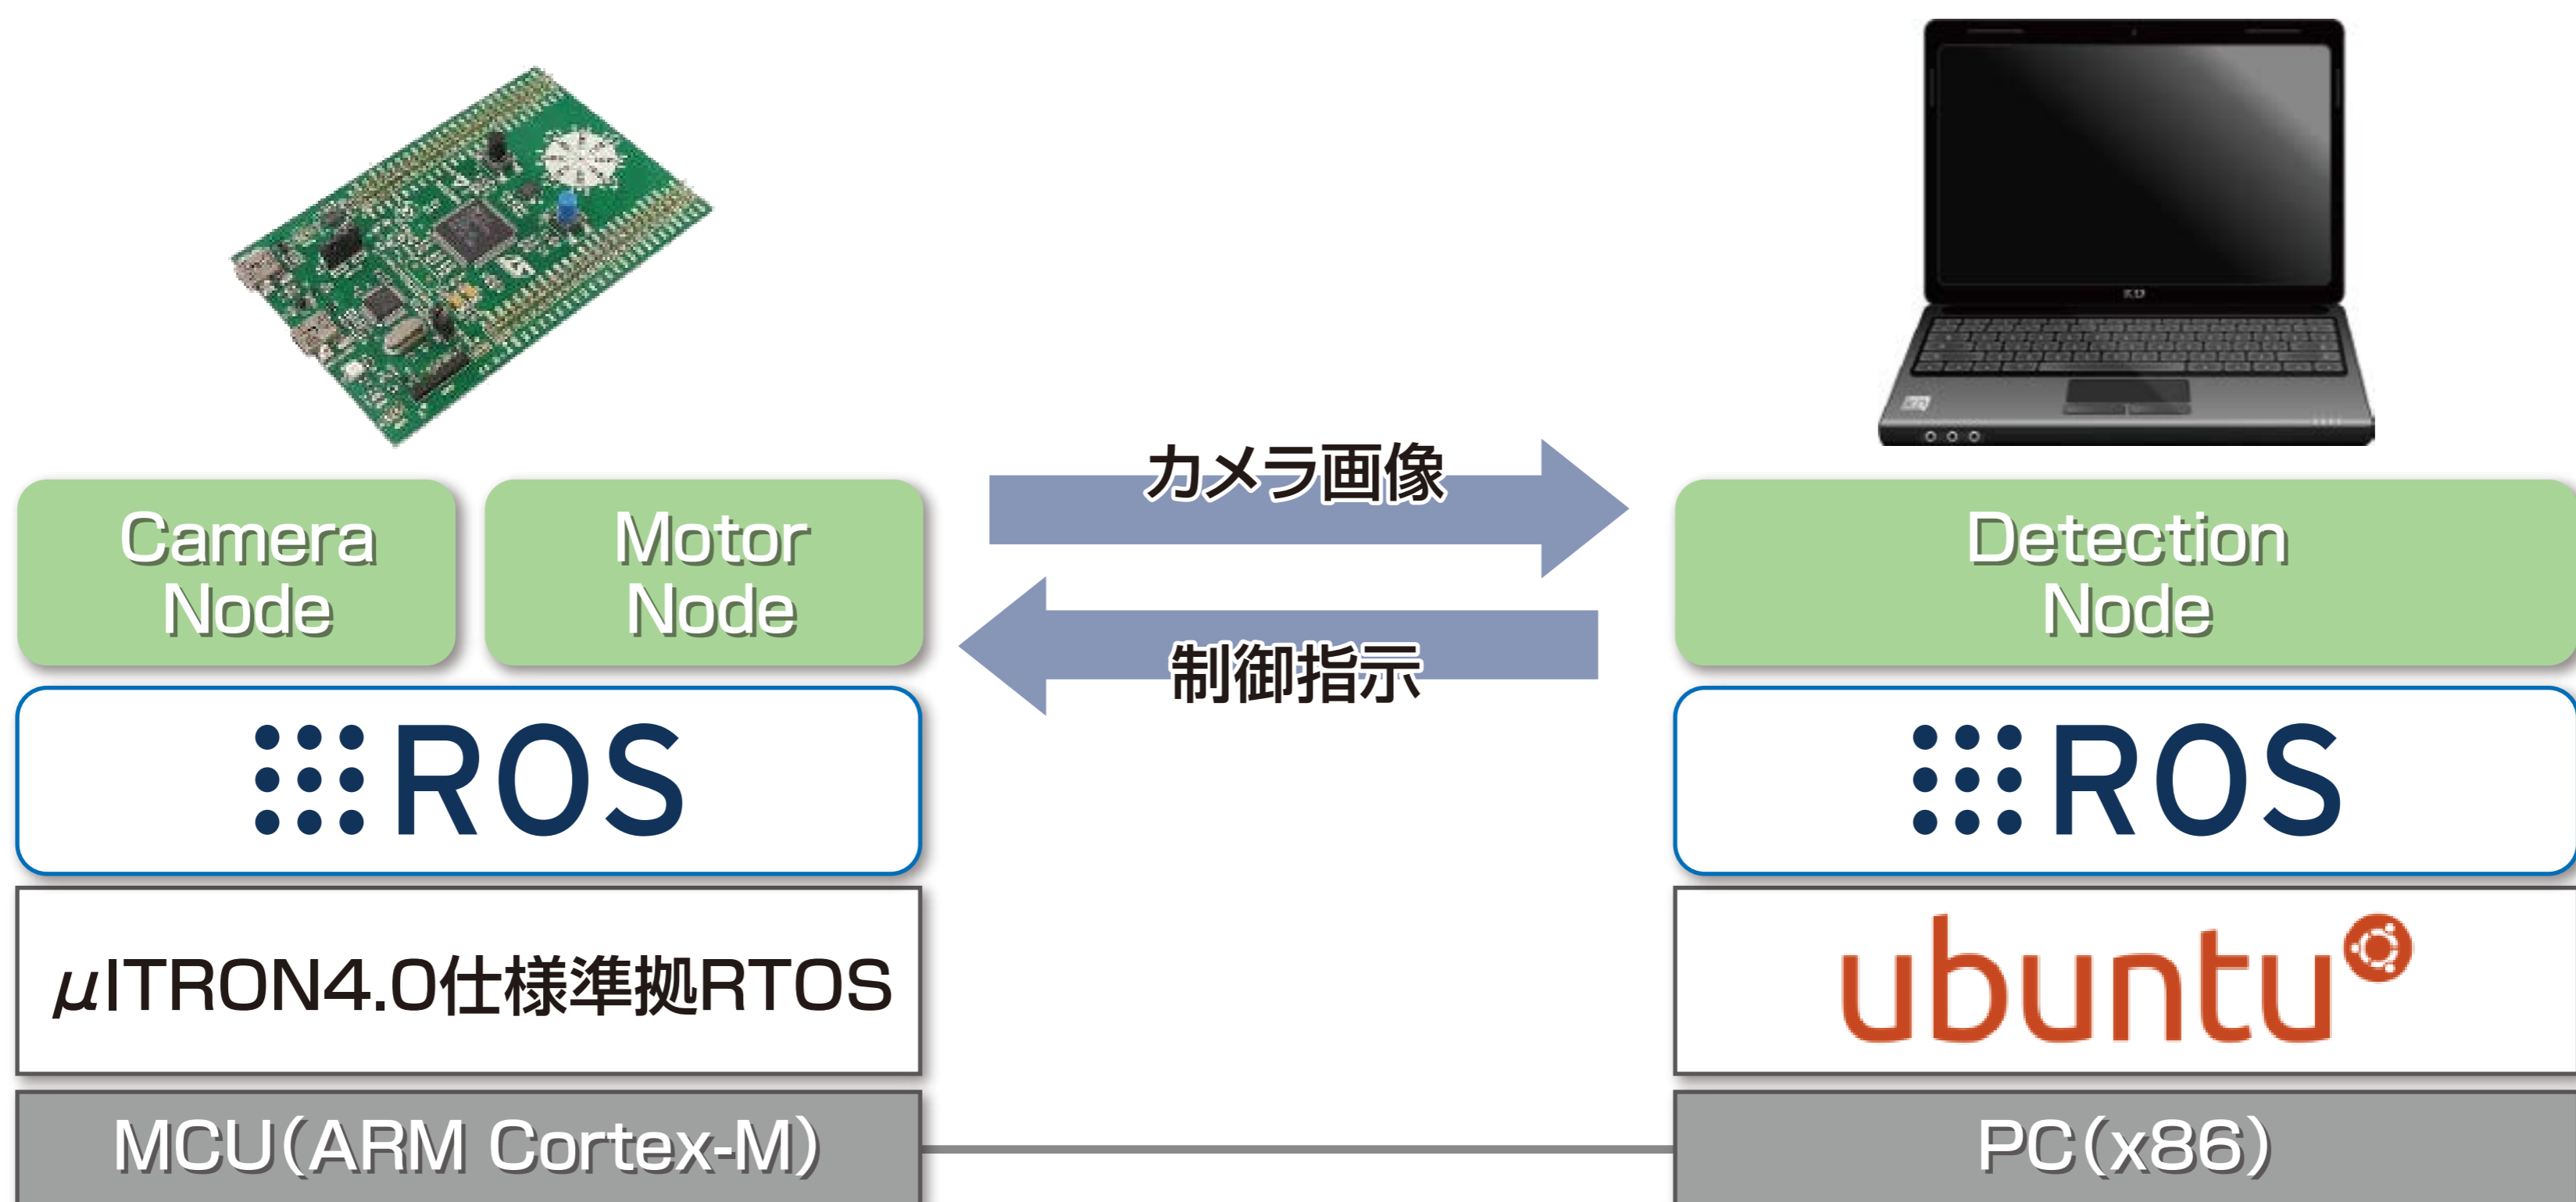 カメラ画像
制御指示
Camera
Node
Motor
Node
Detection
Node
ROS
ROS
μITRON4.0仕様準拠RTOS
ubuntu
MCU(ARM Cortex-M)
PC(x86)